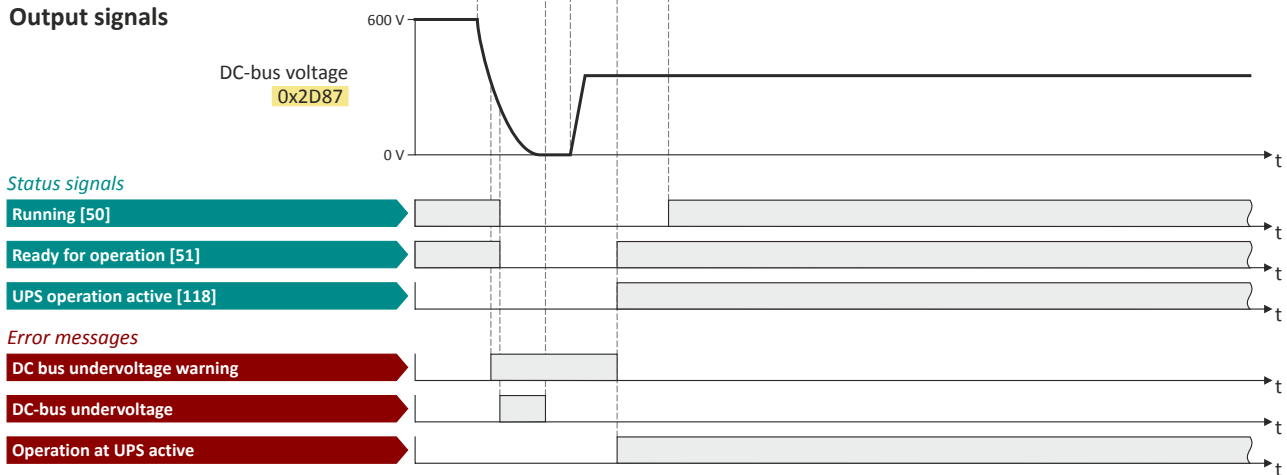 Output signals
600 V
DC-bus voltage
0x2D87
0 V
t
Status signals
Running [50]
t
Ready for operation [51]
t
UPS operation active [118]
t
Error messages
DC bus undervoltage warning
t
DC-bus undervoltage
t
Operation at UPS active
t